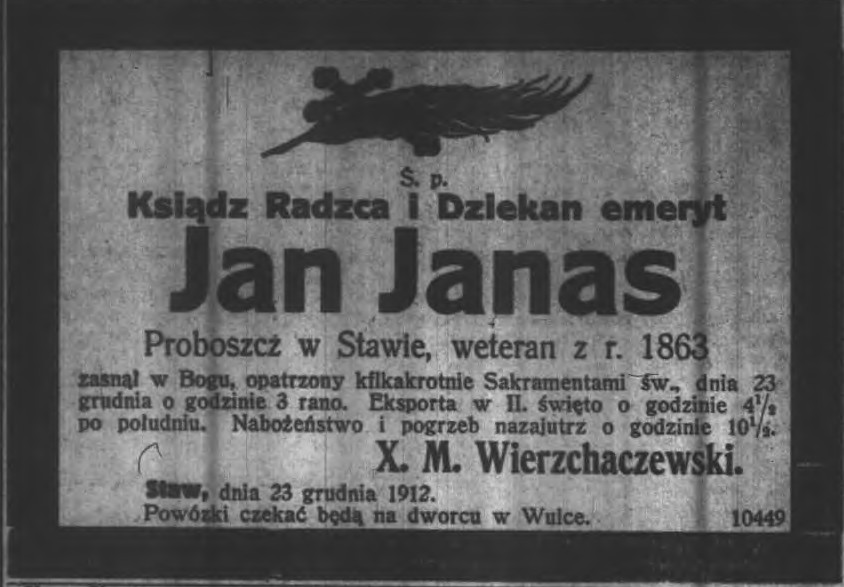 Ś. p.
Ksiądz Radzca i Dziekan emeryt
Jan Janas
Proboszcz w Stawie, weteran z r. 1863
zasnął w Bogu, opatrzony kilkakrotnie Sakramentami św., dnia 23
grudnia o godzinie 3 rano. Eksporta w II. święto o godzinie 4½
po południu. Nabożeństwo i pogrzeb nazajutrz o godzinie 10½.
X. M. Wierzchaczewski.
Staw, dnia 23 grudnia 1912.
Powózki czekać będą na dworcu w Wulce. 10449